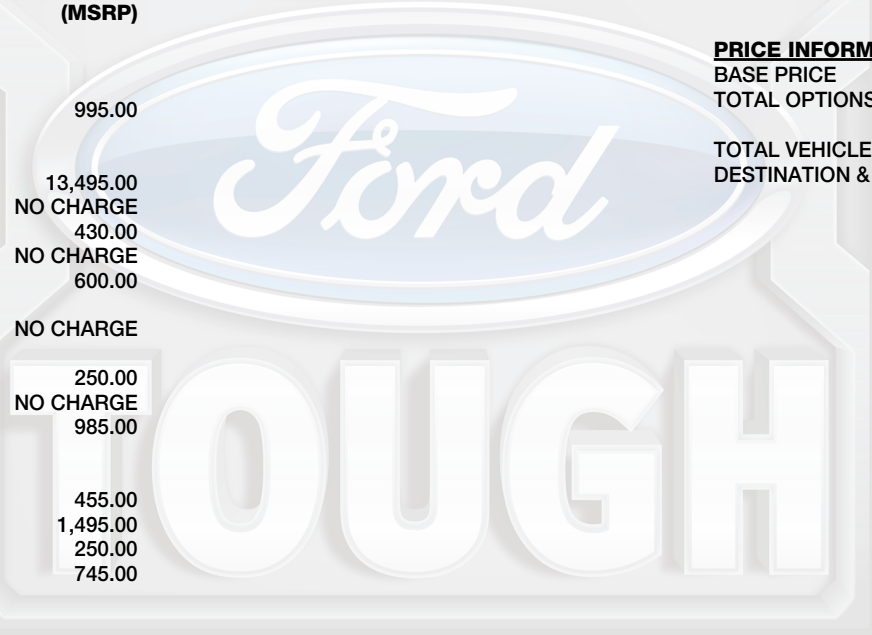 (MSRP)
995.00
13,495.00
NO CHARGE
430.00
NO CHARGE
600.00
NO CHARGE
250.00
NO CHARGE
985.00
455.00
1,495.00
250.00
745.00
PRICE INFORM
BASE PRICE
TOTAL OPTIONS
TOTAL VEHICLE
DESTINATION &
Ford
TOUGH